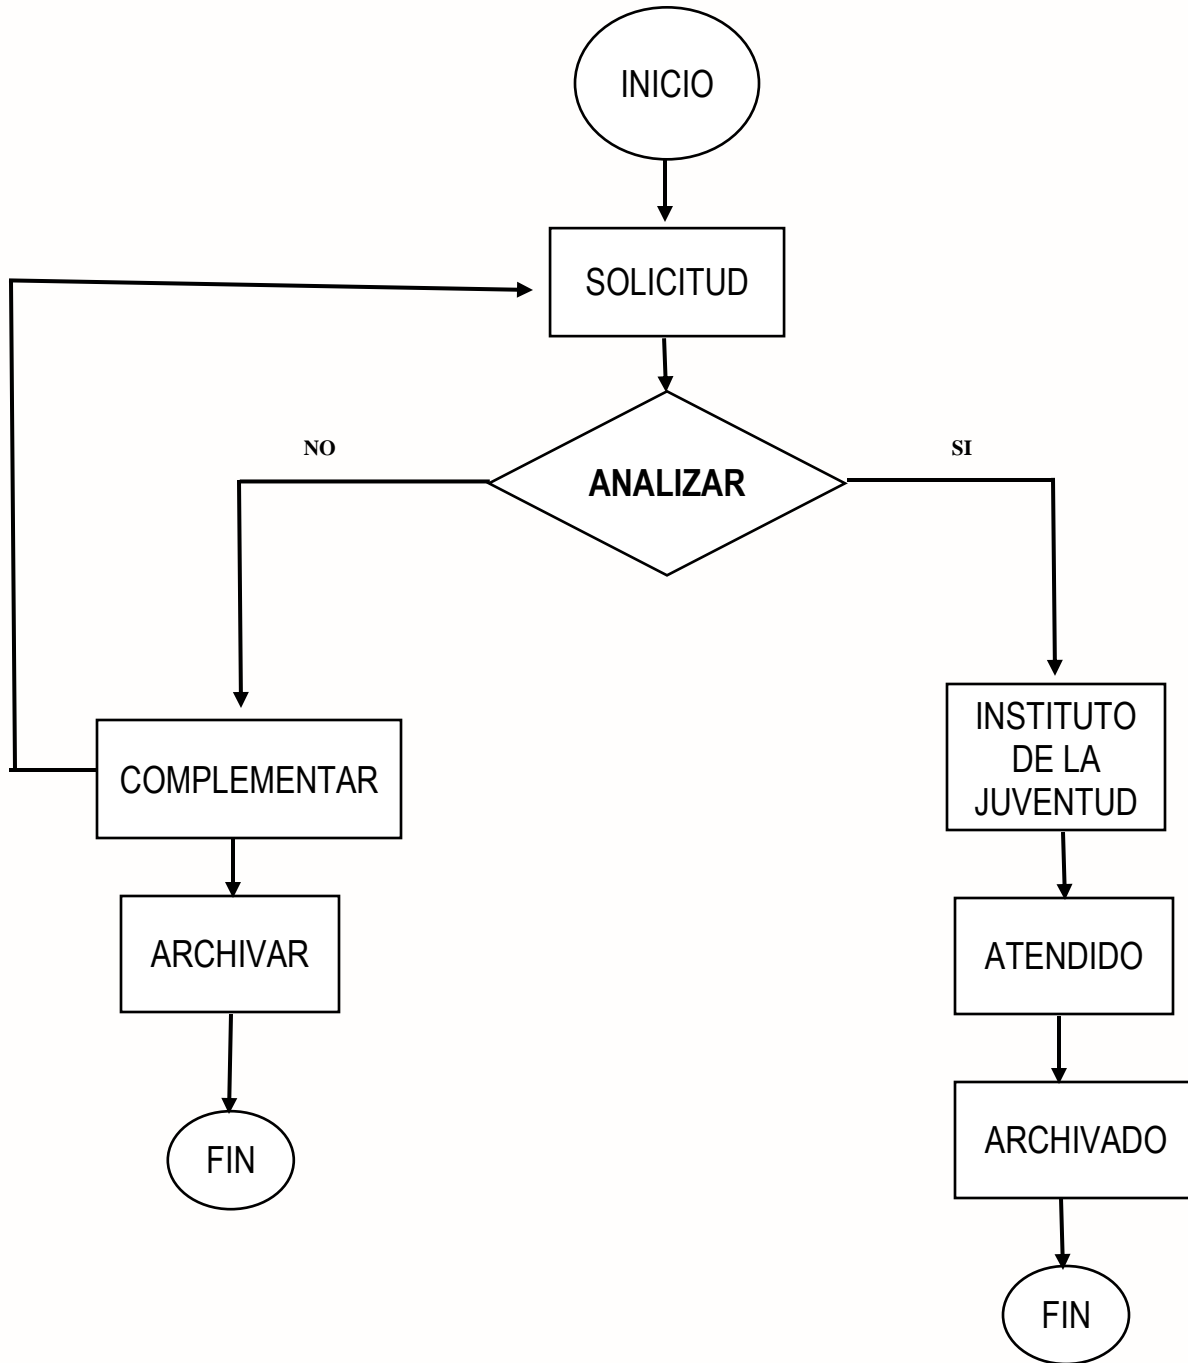 INICIO
SOLICITUD
NO
SI
ANALIZAR
INSTITUTO
DE LA
JUVENTUD
COMPLEMENTAR
ARCHIVAR
ATENDIDO
ARCHIVADO
FIN
FIN